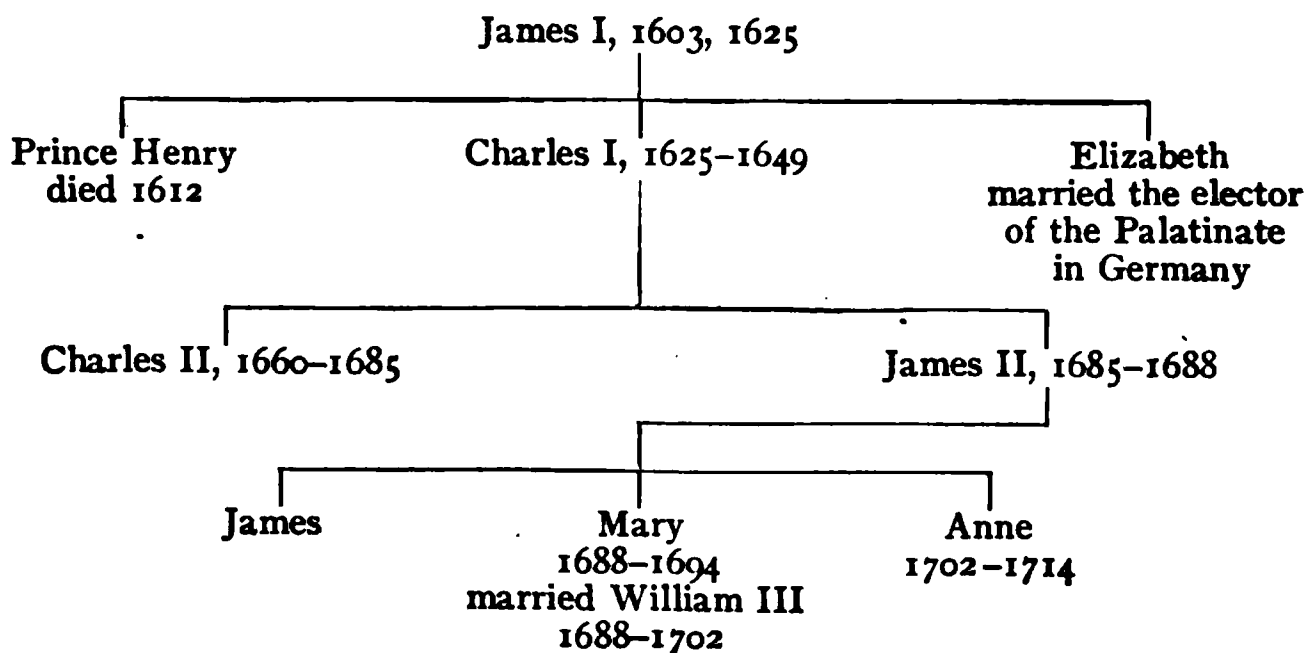 James I, 1603, 1625
Prince Henry
died 1612
Charles I, 1625–1649
Elizabeth
married the elector
of the Palatinate
in Germany
Charles II, 1660–1685
James II, 1685–1688
James
Mary
1688–1694
married William III
1688–1702
Anne
1702–1714